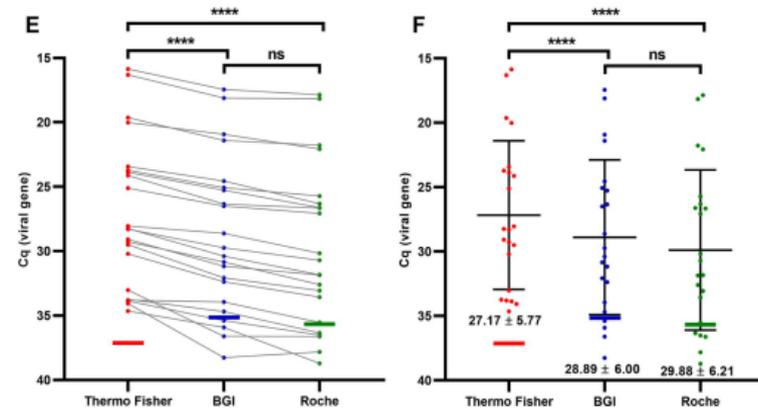 E
****
****
ns
15
20
25
30
35
40
Cq (viral gene)
Thermo Fisher
BGI
Roche
F
****
****
ns
15
20
25
30
35
40
Cq (viral gene)
27.17 ± 5.77
28.89 ± 6.00
29.88 ± 6.21
Thermo Fisher
BGI
Roche